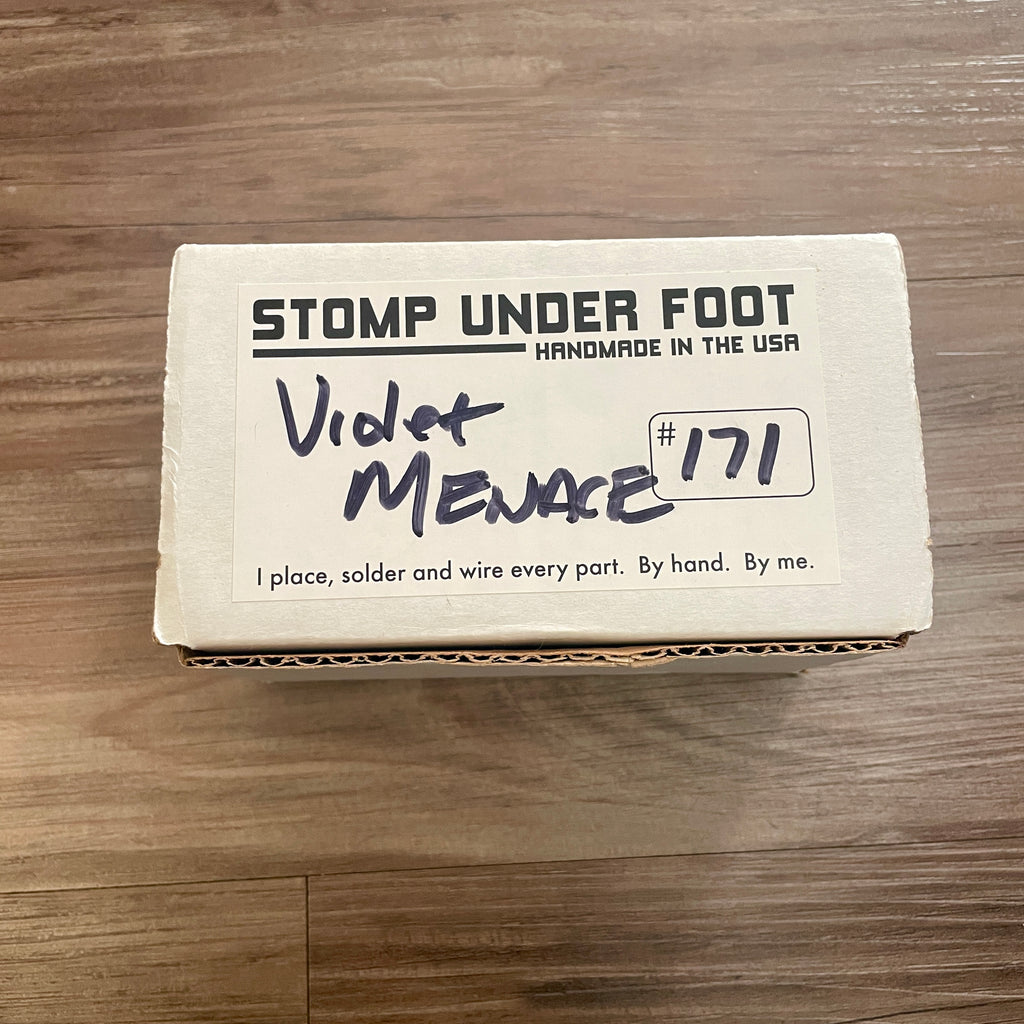 STOMP UNDER FOOT
HANDMADE IN THE USA
Violet
MENACE
#171
I place, solder and wire every part. By hand. By me.